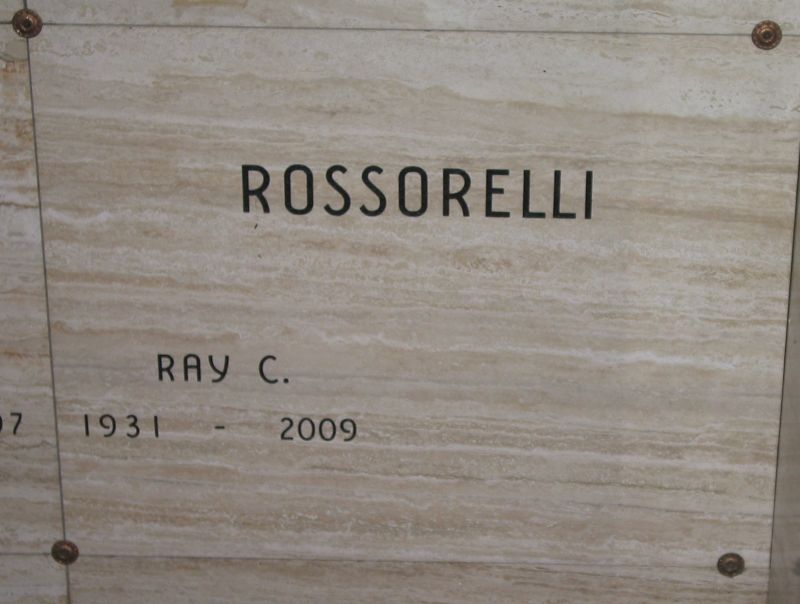 ROSSORELLI
RAY C.
1931 - 2009